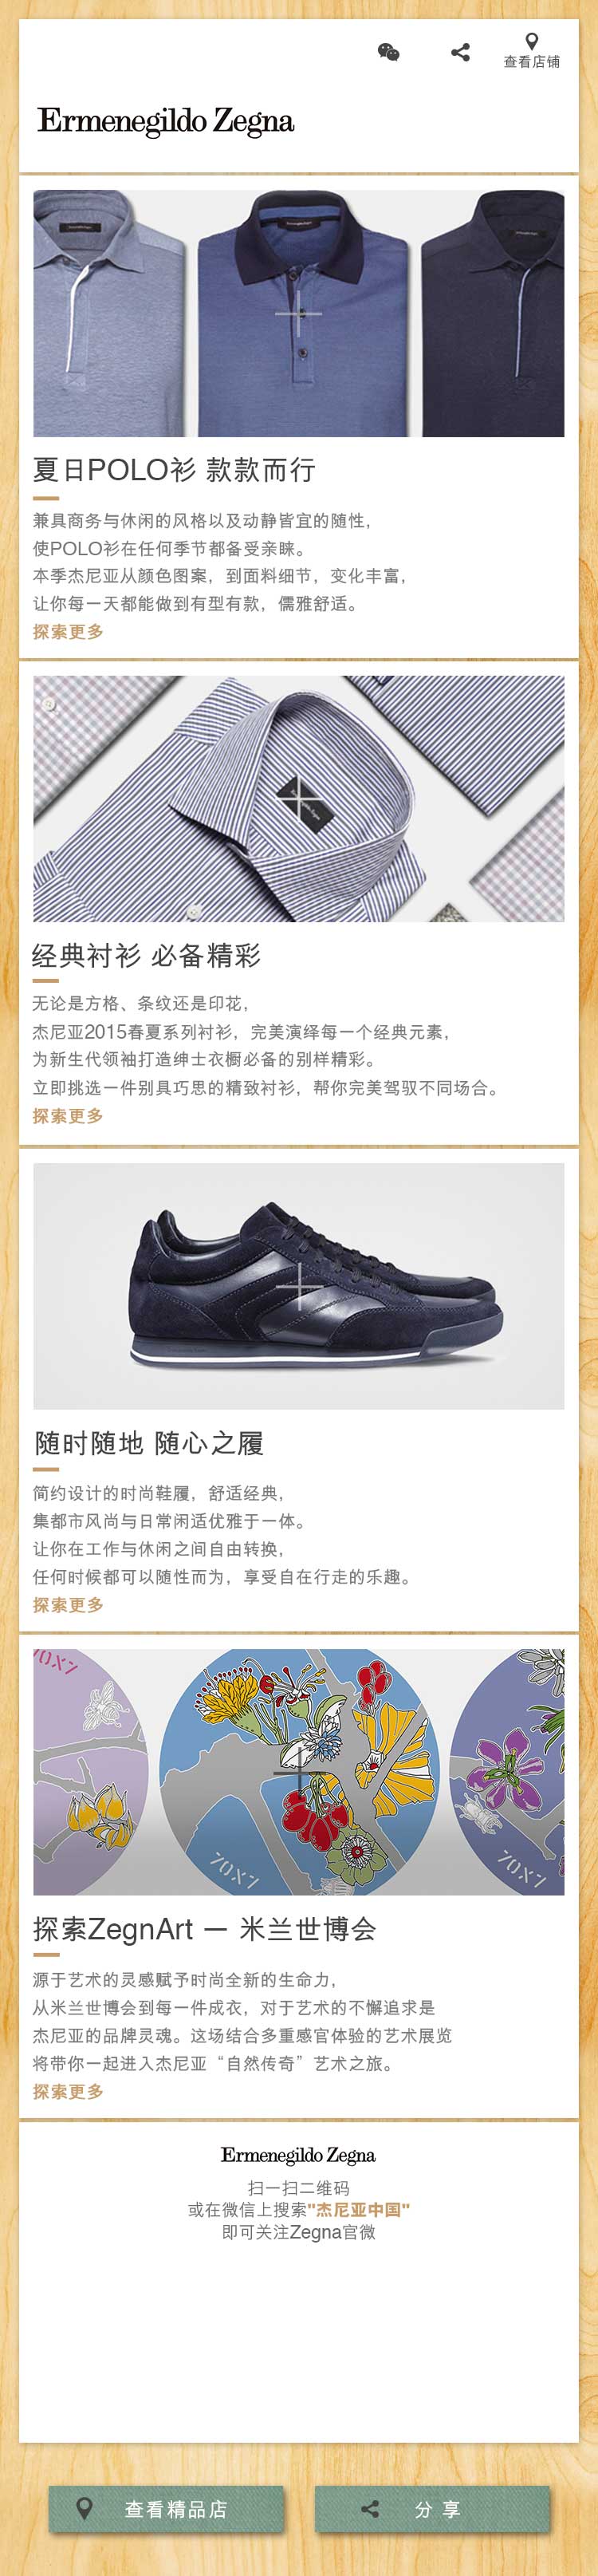 查看店铺
Ermenegildo Zegna
夏日POLO衫 款款而行
兼具商务与休闲的风格以及动静皆宜的随性，
使POLO衫在任何季节都备受亲睐。
本季杰尼亚从颜色图案，到面料细节，变化丰富，
让你每一天都能做到有型有款，儒雅舒适。
探索更多
经典衬衫 必备精彩
无论是方格、条纹还是印花，
杰尼亚2015春夏系列衬衫，完美演绎每一个经典元素，
为新生代领袖打造绅士衣橱必备的别样精彩。
立即挑选一件别具巧思的精致衬衫，帮你完美驾驭不同场合。
探索更多
随时随地 随心之履
简约设计的时尚鞋履，舒适经典，
集都市风尚与日常闲适优雅于一体。
让你在工作与休闲之间自由转换，
任何时候都可以随性而为，享受自在行走的乐趣。
探索更多
70X7
70X7
70X7
探索ZegnArt — 米兰世博会
源于艺术的灵感赋予时尚全新的生命力，
从米兰世博会到每一件成衣，对于艺术的不懈追求是
杰尼亚的品牌灵魂。这场结合多重感官体验的艺术展览
将带你一起进入杰尼亚“自然传奇”艺术之旅。
探索更多
Ermenegildo Zegna
扫一扫二维码
或在微信上搜索"杰尼亚中国"
即可关注Zegna官微
查看精品店
分 享